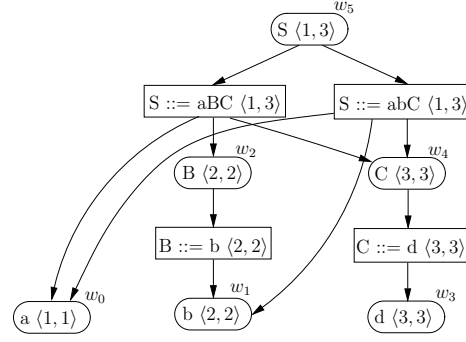 w5
S ⟨1, 3⟩
S ::= aBC ⟨1, 3⟩
S ::= abC ⟨1, 3⟩
w2
B ⟨2, 2⟩
w4
C ⟨3, 3⟩
B ::= b ⟨2, 2⟩
C ::= d ⟨3, 3⟩
w0
a ⟨1, 1⟩
w1
b ⟨2, 2⟩
w3
d ⟨3, 3⟩